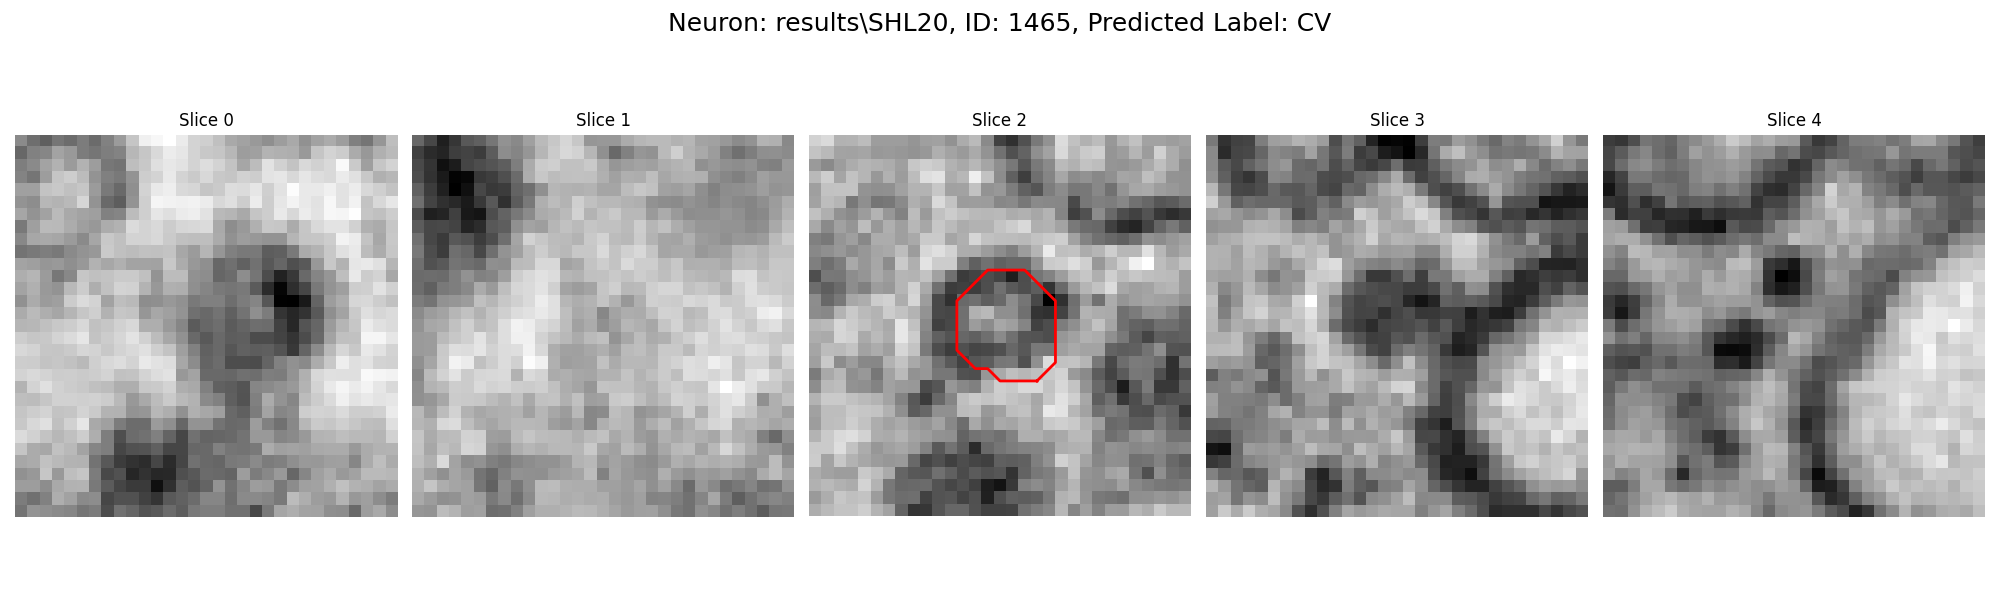 Neuron: results\SHL20, ID: 1465, Predicted Label: CV
Slice 0
Slice 1
Slice 2
Slice 3
Slice 4